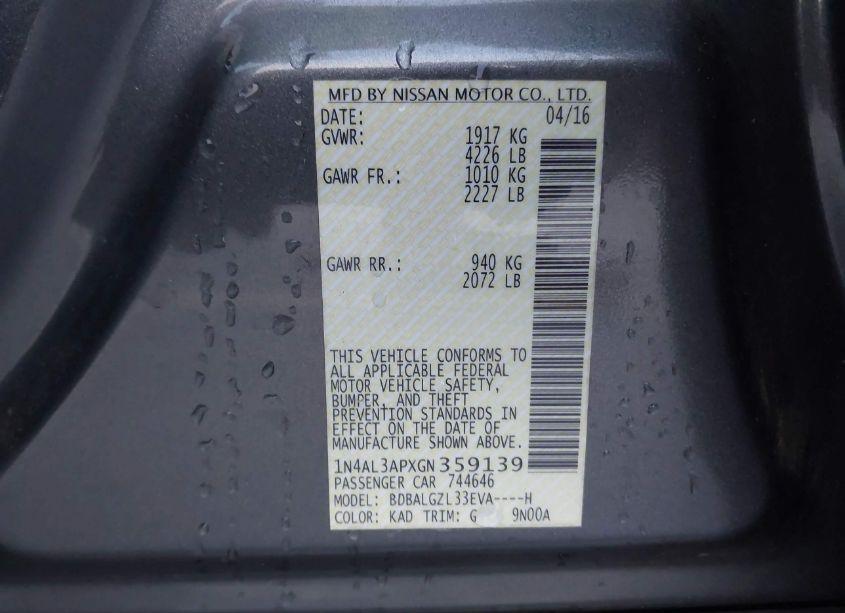 MFD BY NISSAN MOTOR CO., LTD.
DATE: 04/16
GVWR: 1917 KG
4226 LB
GAWR FR.: 1010 KG
2227 LB
GAWR RR.: 940 KG
2072 LB
THIS VEHICLE CONFORMS TO
ALL APPLICABLE FEDERAL
MOTOR VEHICLE SAFETY,
BUMPER, AND THEFT
PREVENTION STANDARDS IN
EFFECT ON THE DATE OF
MANUFACTURE SHOWN ABOVE.
1N4AL3APXGN359139
PASSENGER CAR 744646
MODEL: BDBALGZL33EVA----H
COLOR: KAD TRIM: G 9N00A